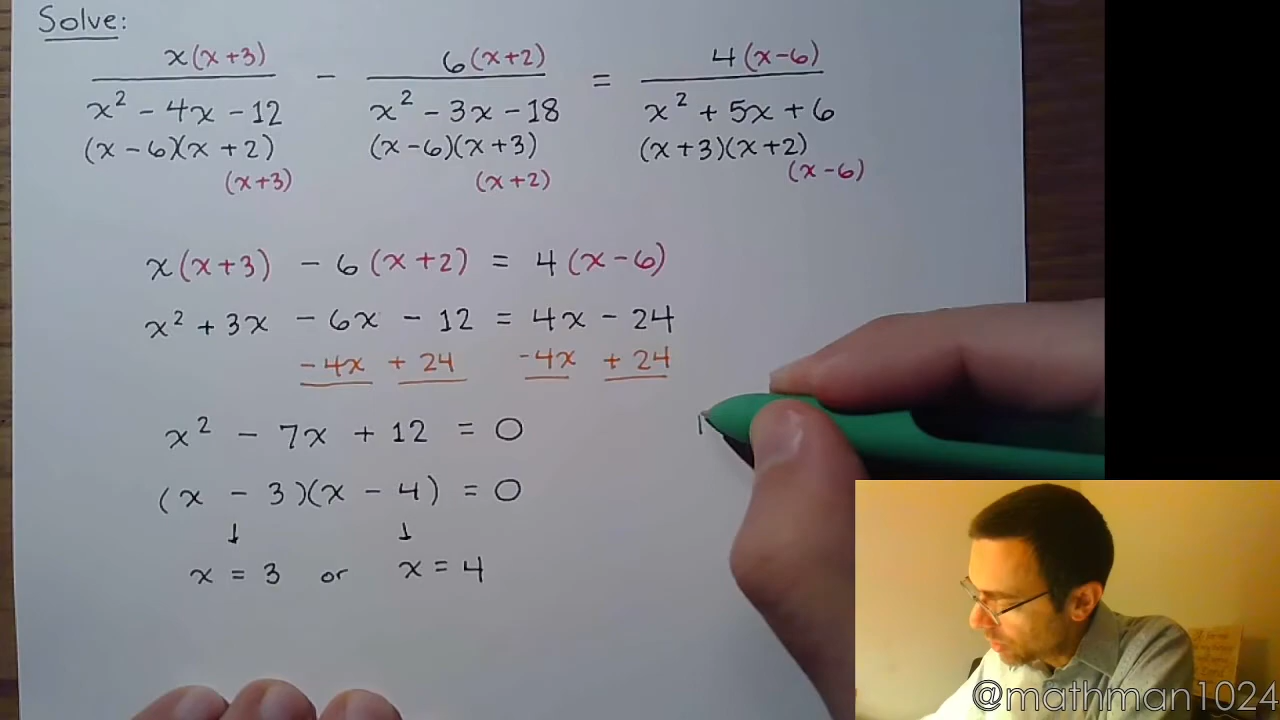 Solve:
x(x+3) - 6(x+2) = 4(x-6)
x² - 4x - 12 x² - 3x - 18 x² + 5x + 6
(x - 6)(x + 2) (x-6)(x+3) (x+3)(x+2)
(x+3) (x+2) (x-6)
x(x+3) - 6(x+2) = 4(x-6)
x² + 3x - 6x - 12 = 4x - 24
-4x + 24 -4x + 24
x² - 7x + 12 = 0
(x - 3)(x - 4) = 0
↓ ↓
x = 3 or x = 4
@mathman1024